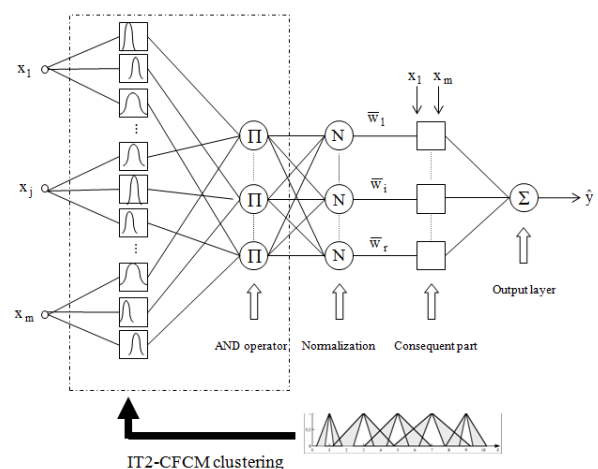 x1
xj
xm
Π
Π
Π
N
N
N
w̅1
w̅i
w̅r
x1 xm
Σ
ŷ
AND operator
Normalization
Consequent part
Output layer
IT2-CFCM clustering